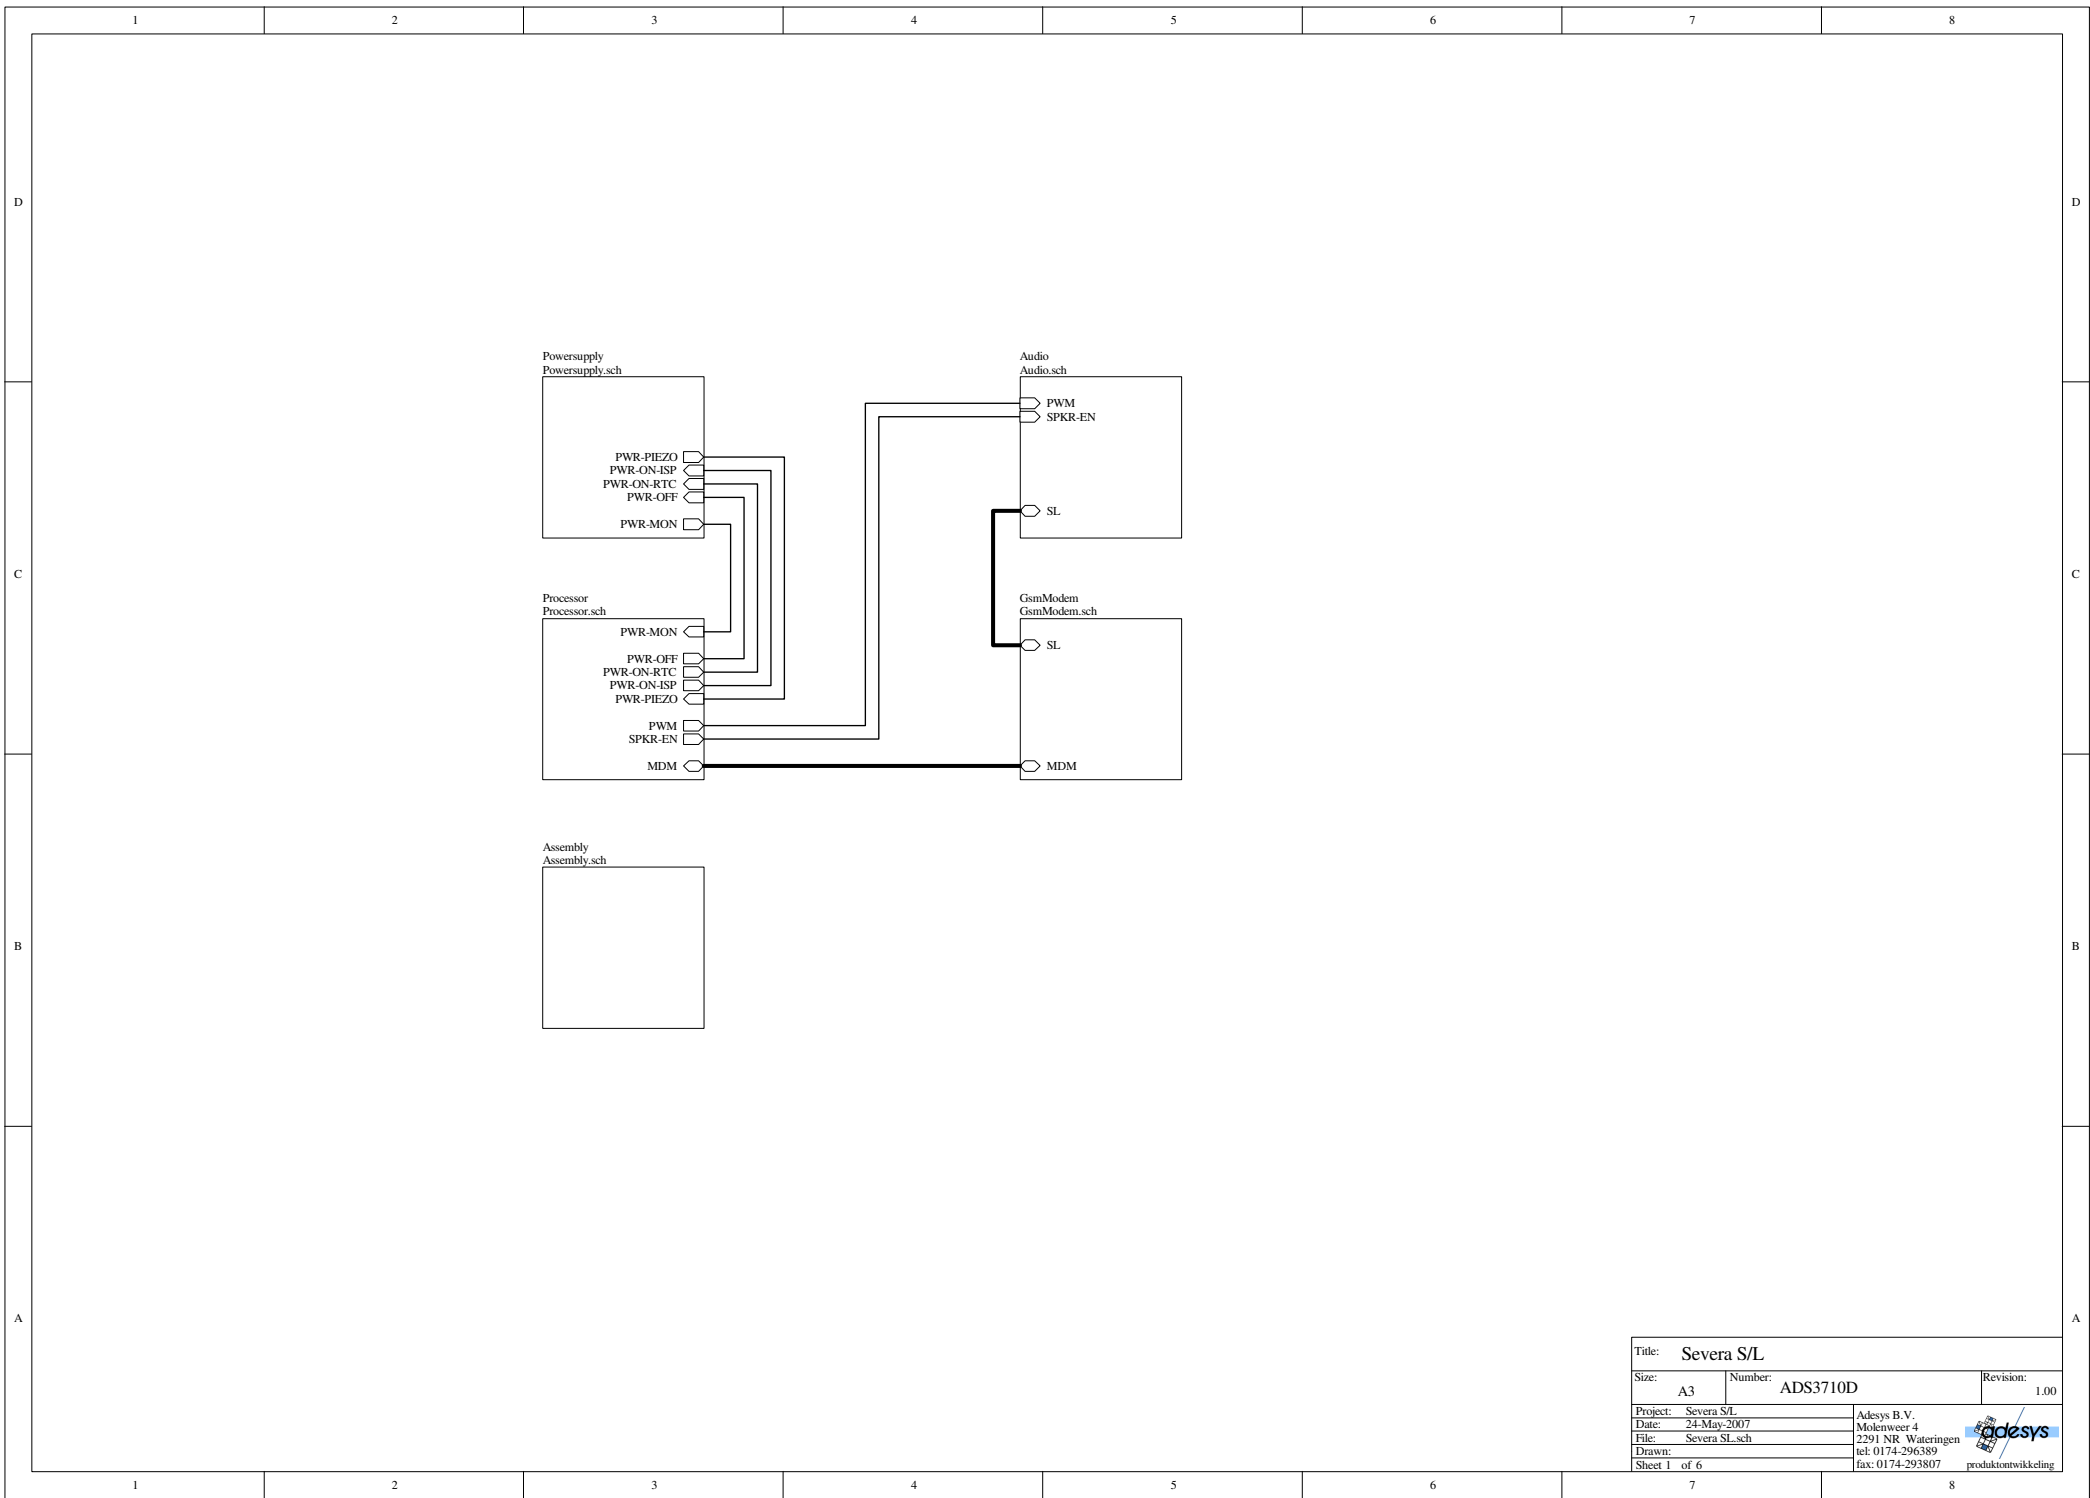 1 2 3 4 5 6 7 8
D D
Powersupply
Powersupply.sch
PWR-PIEZO
PWR-ON-ISP
PWR-ON-RTC
PWR-OFF
PWR-MON
Audio
Audio.sch
PWM
SPKR-EN
SL
C C
Processor
Processor.sch
PWR-MON
PWR-OFF
PWR-ON-RTC
PWR-ON-ISP
PWR-PIEZO
PWM
SPKR-EN
MDM
GsmModem
GsmModem.sch
SL
MDM
Assembly
Assembly.sch
B B
A A
Title: Severa S/L
Size: A3 Number: ADS3710D Revision: 1.00
Project: Severa S/L
Date: 24-May-2007
File: Severa SL.sch
Drawn:
Sheet 1 of 6
Adesys B.V.
Molenweer 4
2291 NR Wateringen
tel: 0174-296389
fax: 0174-293807
adesys
produktontwikkeling
1 2 3 4 5 6 7 8